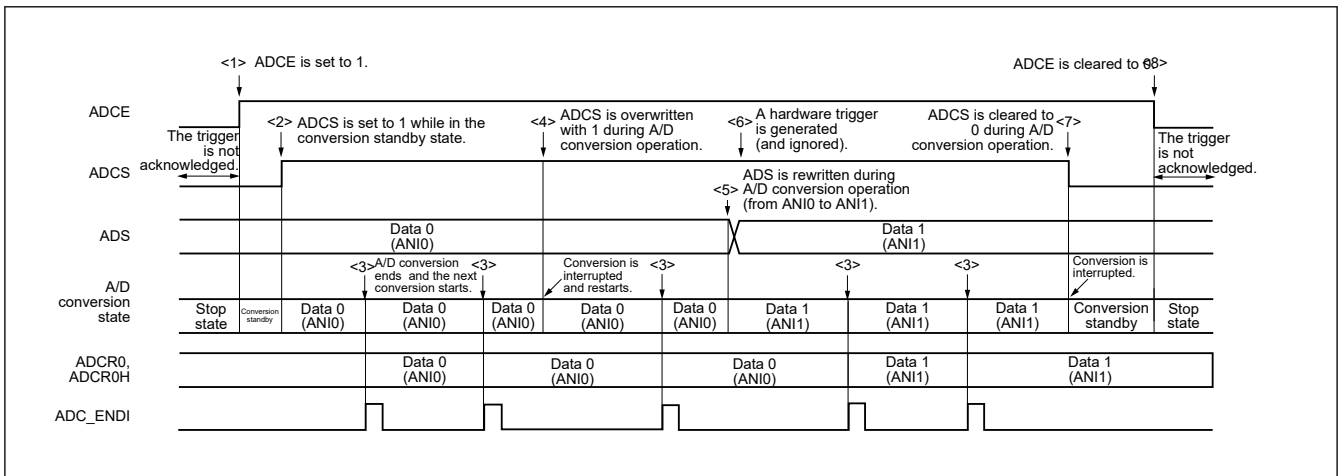 <1> ADCE is set to 1.
ADCE is cleared to 0
<8>
ADCE
The trigger
is not
acknowledged.
<2> ADCS is set to 1 while in the
conversion standby state.
<4> ADCS is overwritten
with 1 during A/D
conversion operation.
<6> A hardware trigger
is generated
(and ignored).
ADCS is cleared to
0 during A/D
conversion operation.
<7>
The trigger
is not
acknowledged.
ADCS
<5>
ADS is rewritten during
A/D conversion operation
(from ANI0 to ANI1).
ADS
Data 0
(ANI0)
Data 1
(ANI1)
<3> A/D conversion
ends and the next
conversion starts.
<3>
Conversion is
interrupted
and restarts.
<3>
<3>
<3>
Conversion is
interrupted.
A/D
conversion
state
Stop
state
Conversion
standby
Data 0
(ANI0)
Data 0
(ANI0)
Data 0
(ANI0)
Data 0
(ANI0)
Data 0
(ANI0)
Data 1
(ANI1)
Data 1
(ANI1)
Data 1
(ANI1)
Conversion
standby
Stop
state
ADCR0,
ADCR0H
Data 0
(ANI0)
Data 0
(ANI0)
Data 0
(ANI0)
Data 1
(ANI1)
Data 1
(ANI1)
ADC_ENDI